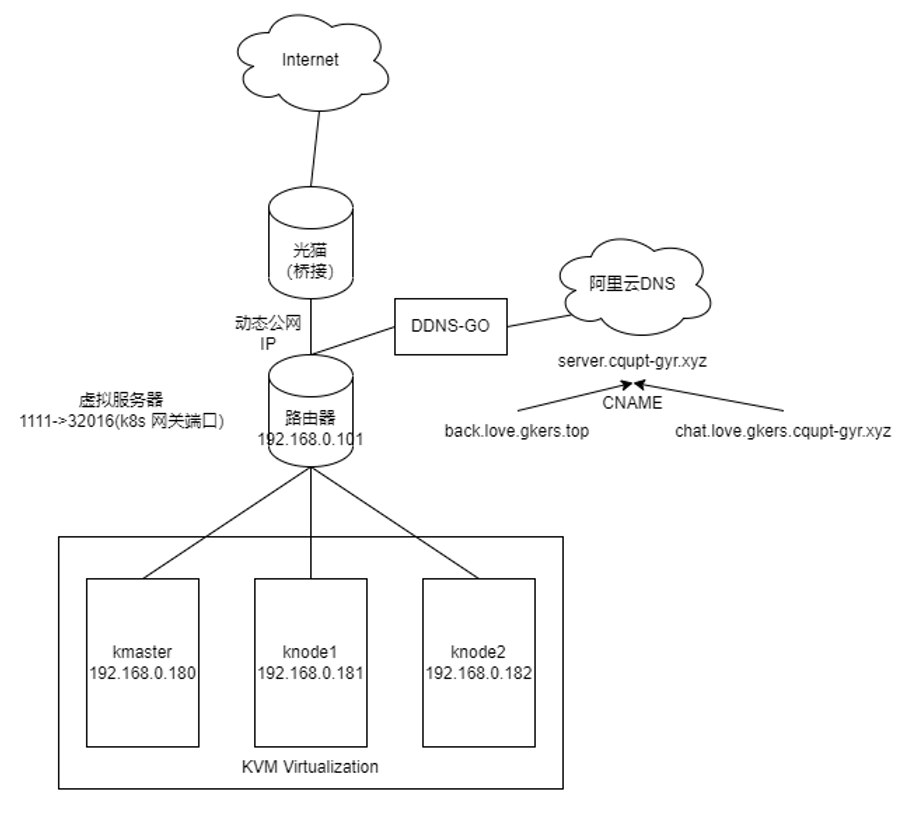 Internet
光猫
(桥接)
动态公网
IP
DDNS-GO
阿里云DNS
server.cqupt-gyr.xyz
CNAME
back.love.gkers.top
chat.love.gkers.cqupt-gyr.xyz
虚拟服务器
1111->32016(k8s 网关端口)
路由器
192.168.0.101
kmaster
192.168.0.180
knode1
192.168.0.181
knode2
192.168.0.182
KVM Virtualization